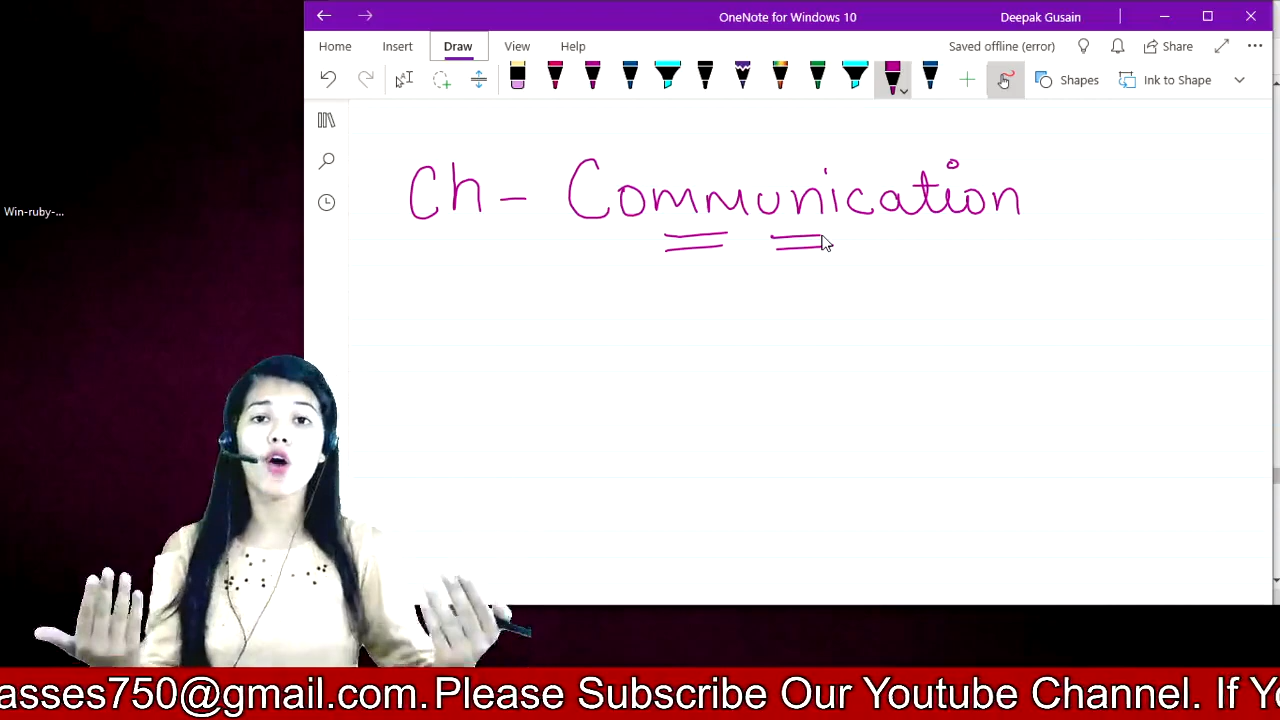 OneNote for Windows 10
Deepak Gusain
Home Insert Draw View Help
Saved offline (error)
Share
Shapes
Ink to Shape
Win-ruby-...
Ch - Communication
asses750@gmail.com. Please Subscribe Our Youtube Channel. If